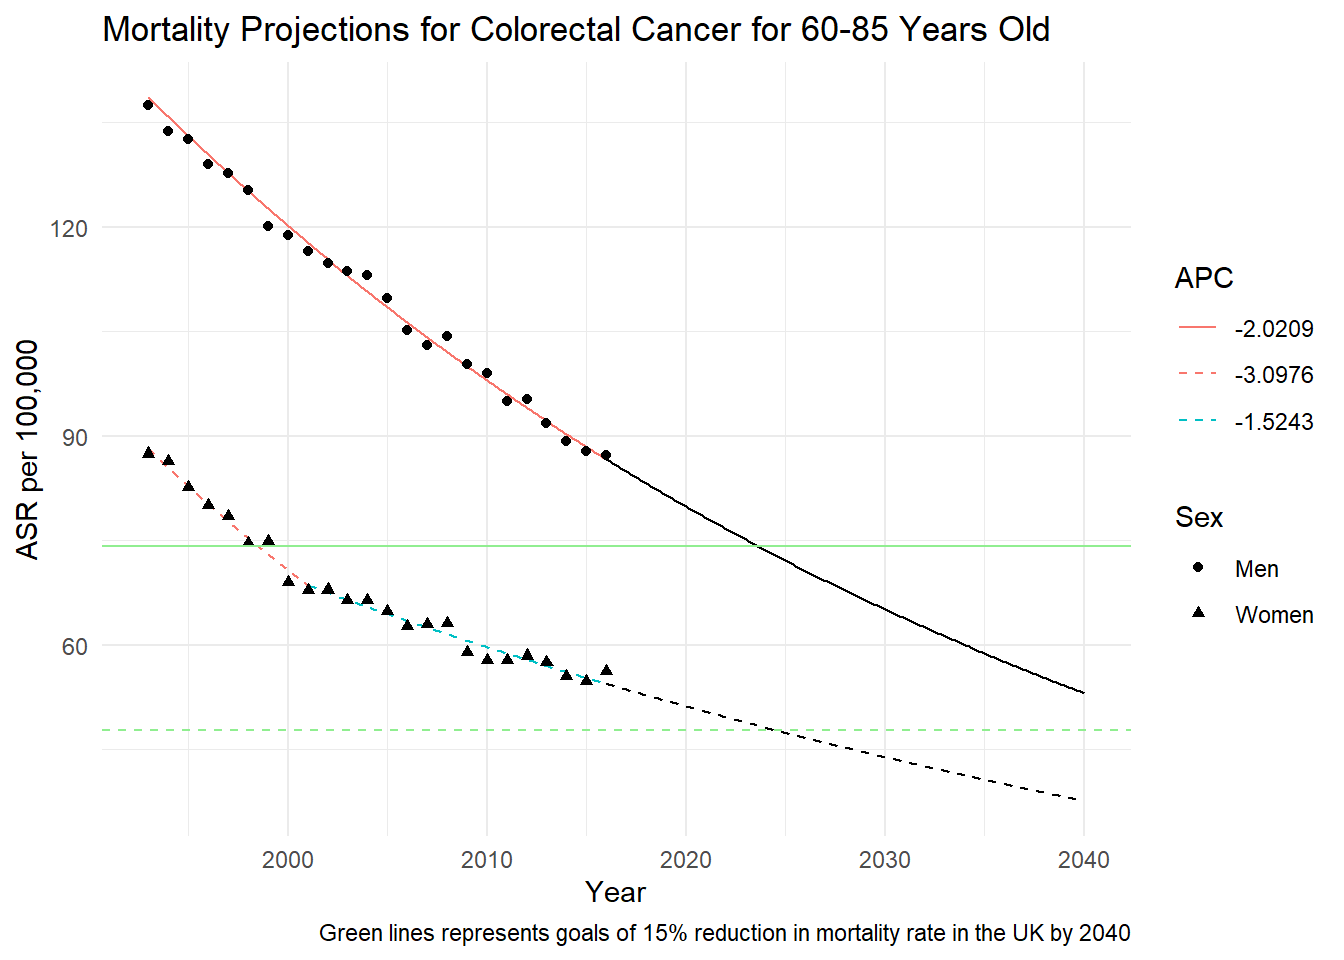 Mortality Projections for Colorectal Cancer for 60-85 Years Old
ASR per 100,000
120
90
60
2000
2010
2020
2030
2040
Year
Green lines represents goals of 15% reduction in mortality rate in the UK by 2040
APC
-2.0209
-3.0976
-1.5243
Sex
Men
Women